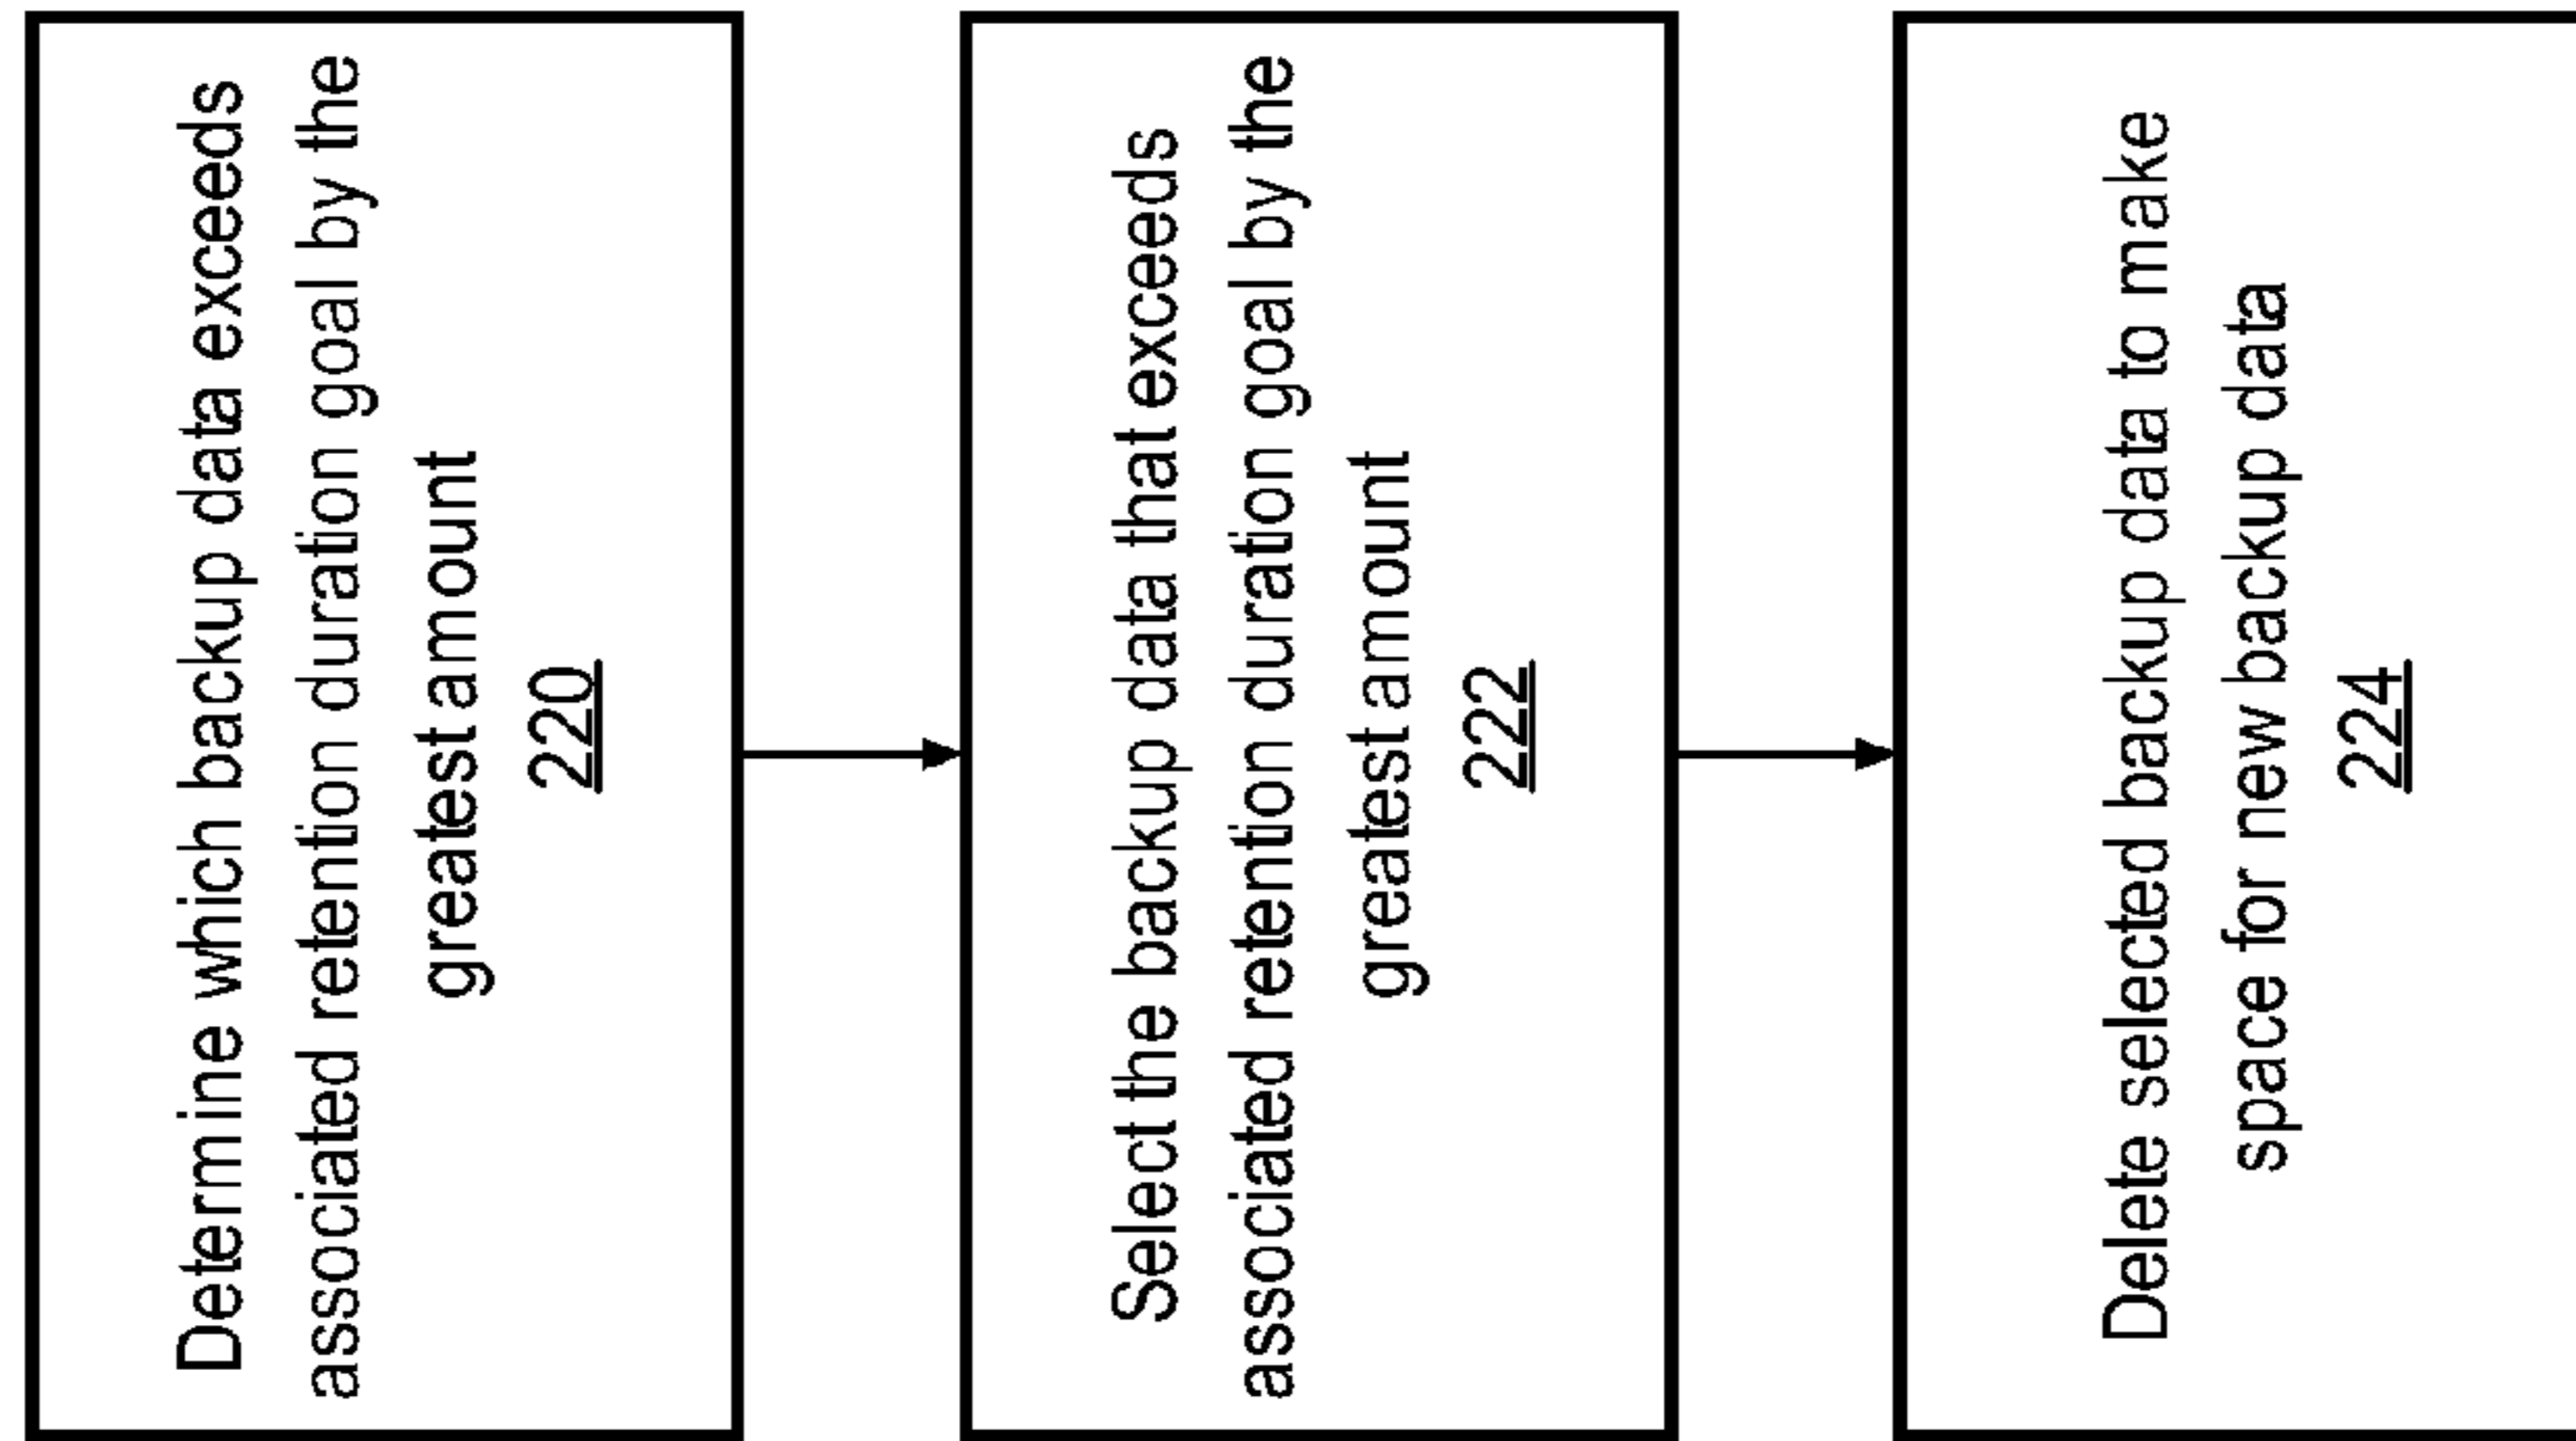 Determine which backup data exceeds
associated retention duration goal by the
greatest amount
220
Select the backup data that exceeds
associated retention duration goal by the
greatest amount
222
Delete selected backup data to make
space for new backup data
224